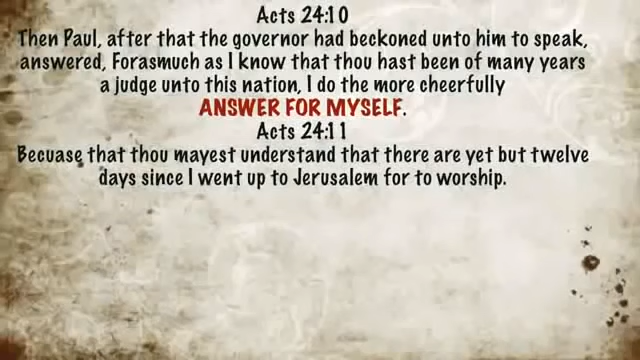 Acts 24:10
Then Paul, after that the governor had beckoned unto him to speak,
answered, Forasmuch as I know that thou hast been of many years
a judge unto this nation, I do the more cheerfully
ANSWER FOR MYSELF.
Acts 24:11
Becuase that thou mayest understand that there are yet but twelve
days since I went up to Jerusalem for to worship.